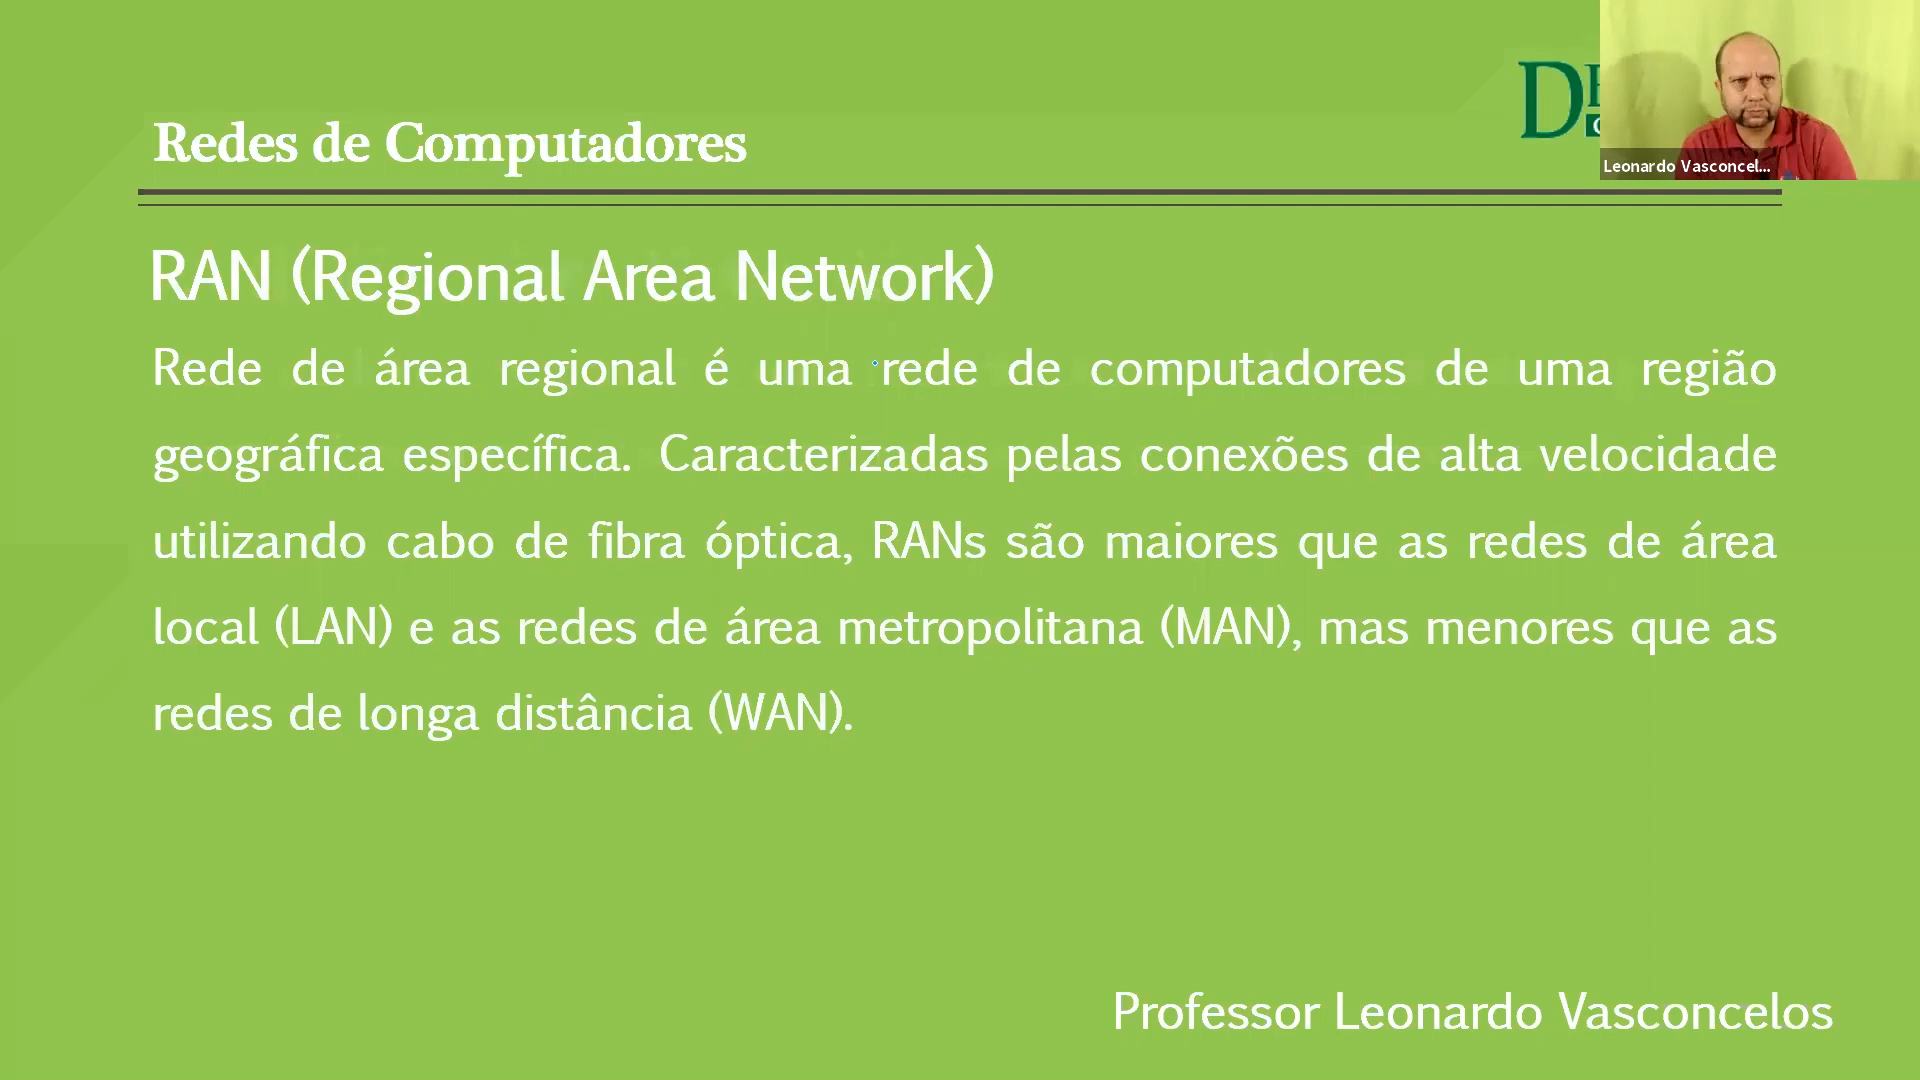 Redes de Computadores
Leonardo Vasconcel...
RAN (Regional Area Network)
Rede de área regional é uma rede de computadores de uma região
geográfica específica. Caracterizadas pelas conexões de alta velocidade
utilizando cabo de fibra óptica, RANs são maiores que as redes de área
local (LAN) e as redes de área metropolitana (MAN), mas menores que as
redes de longa distância (WAN).
Professor Leonardo Vasconcelos